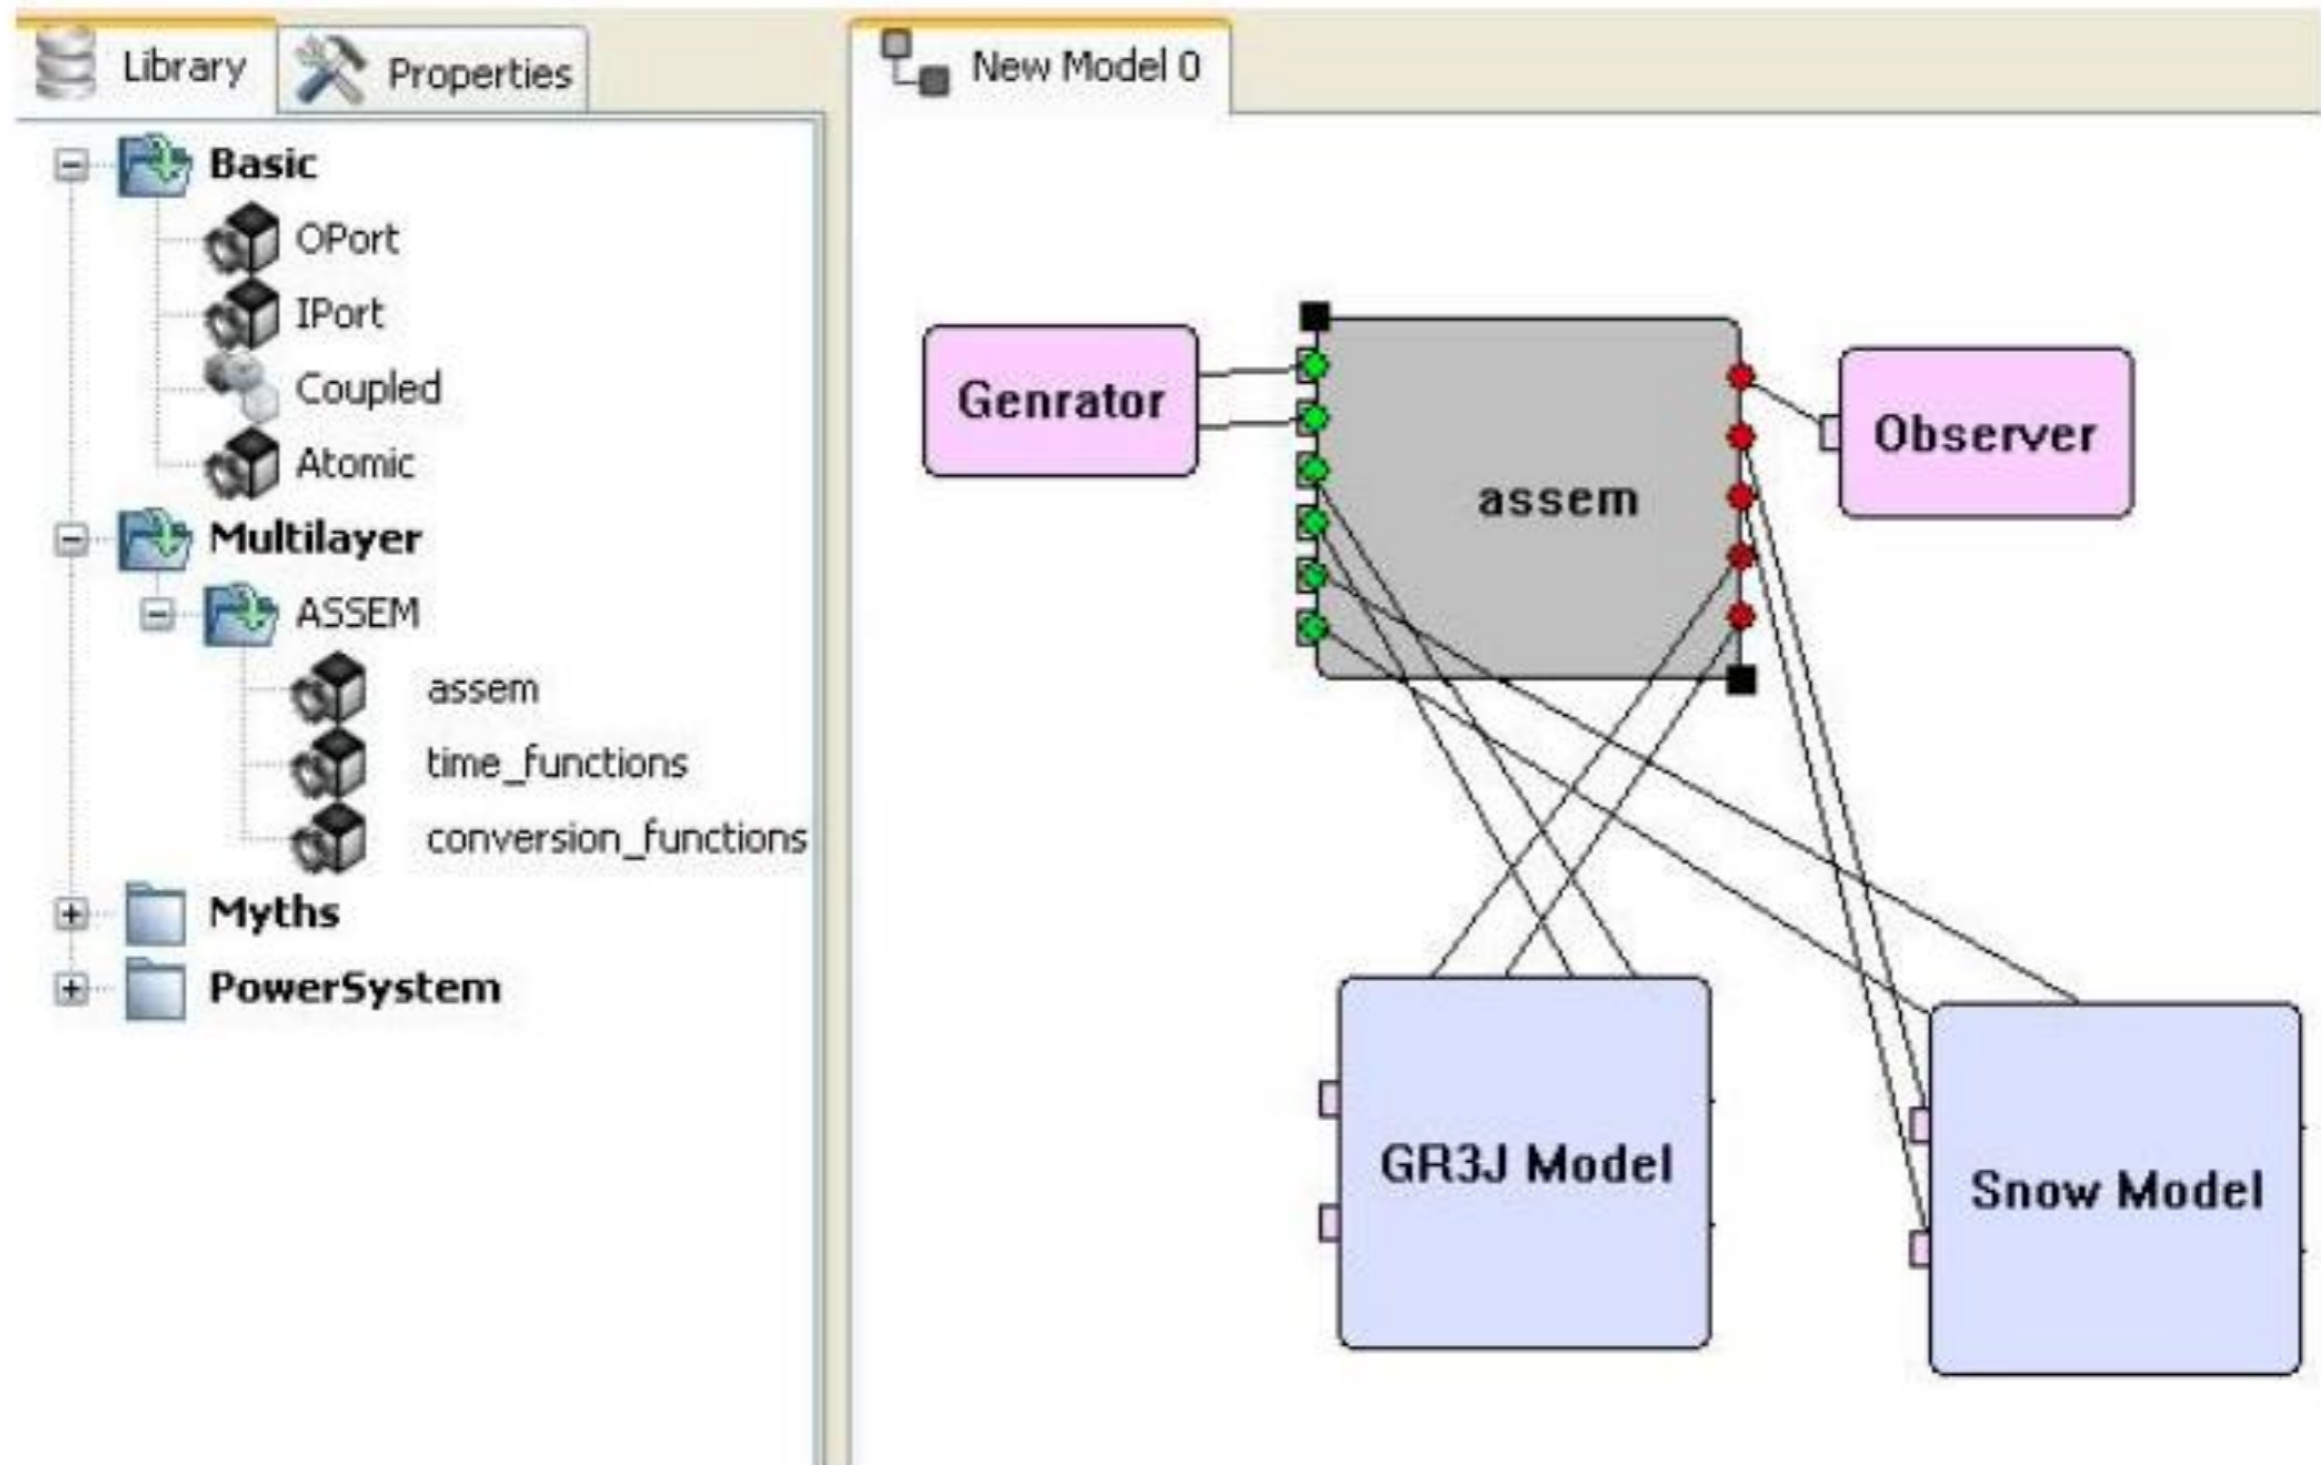 Library
Properties
New Model 0
Basic
OPort
IPort
Coupled
Atomic
Multilayer
ASSEM
assem
time_functions
conversion_functions
Myths
PowerSystem
Genrator
assem
Observer
GR3J Model
Snow Model